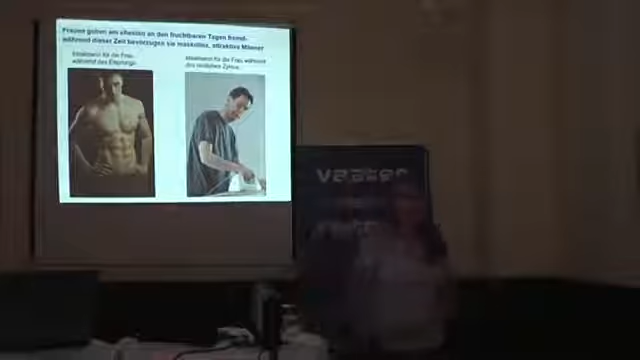 Frauen gehen am ehesten an den fruchtbaren Tagen fremd-
während dieser Zeit bevorzugen sie maskuline, attraktive Männer
Idealmann für die Frau
während des Eisprungs
Idealmann für die Frau während
des restlichen Zyklus